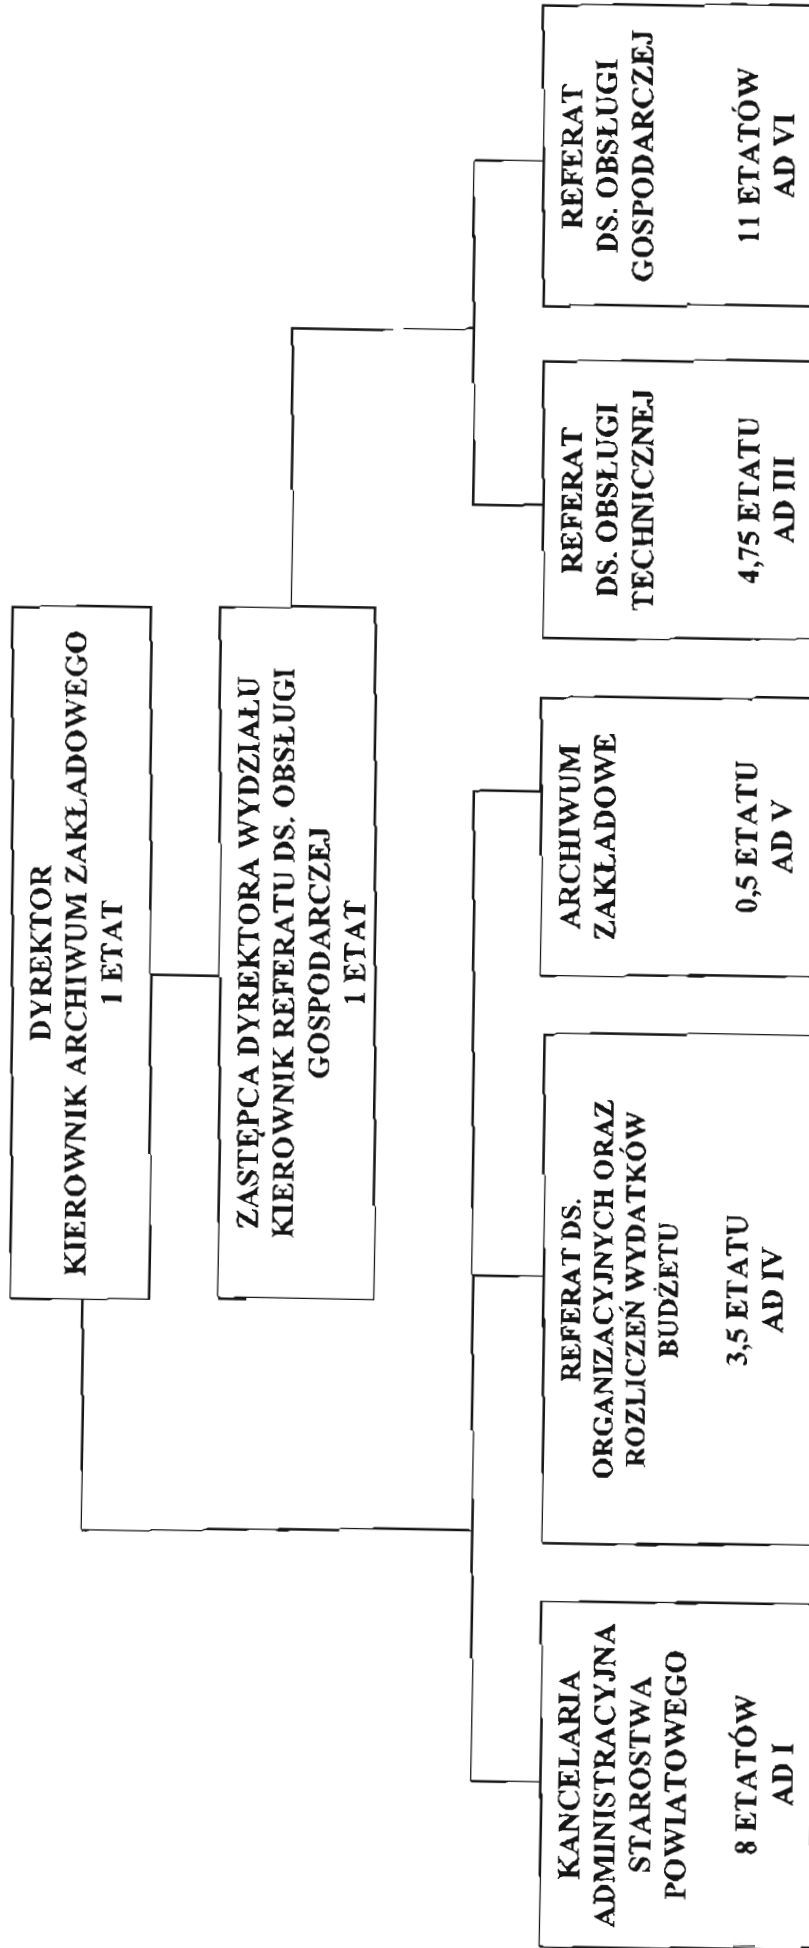 DYREKTOR
KIEROWNIK ARCHIWUM ZAKŁADOWEGO
1 ETAT
ZASTĘPCA DYREKTORA WYDZIAŁU
KIEROWNIK REFERATU DS. OBSŁUGI
GOSPODARCZEJ
1 ETAT
KANCELARIA
ADMINISTRACYJNA
STAROSTWA
POWIATOWEGO
8 ETATÓW
AD I
REFERAT DS.
ORGANIZACYJNYCH ORAZ
ROZLICZEŃ WYDATKÓW
BUDŻETU
3,5 ETATU
AD IV
ARCHIWUM
ZAKŁADOWE
0,5 ETATU
AD V
REFERAT
DS. OBSŁUGI
TECHNICZNEJ
4,75 ETATU
AD III
REFERAT
DS. OBSŁUGI
GOSPODARCZEJ
11 ETATÓW
AD VI